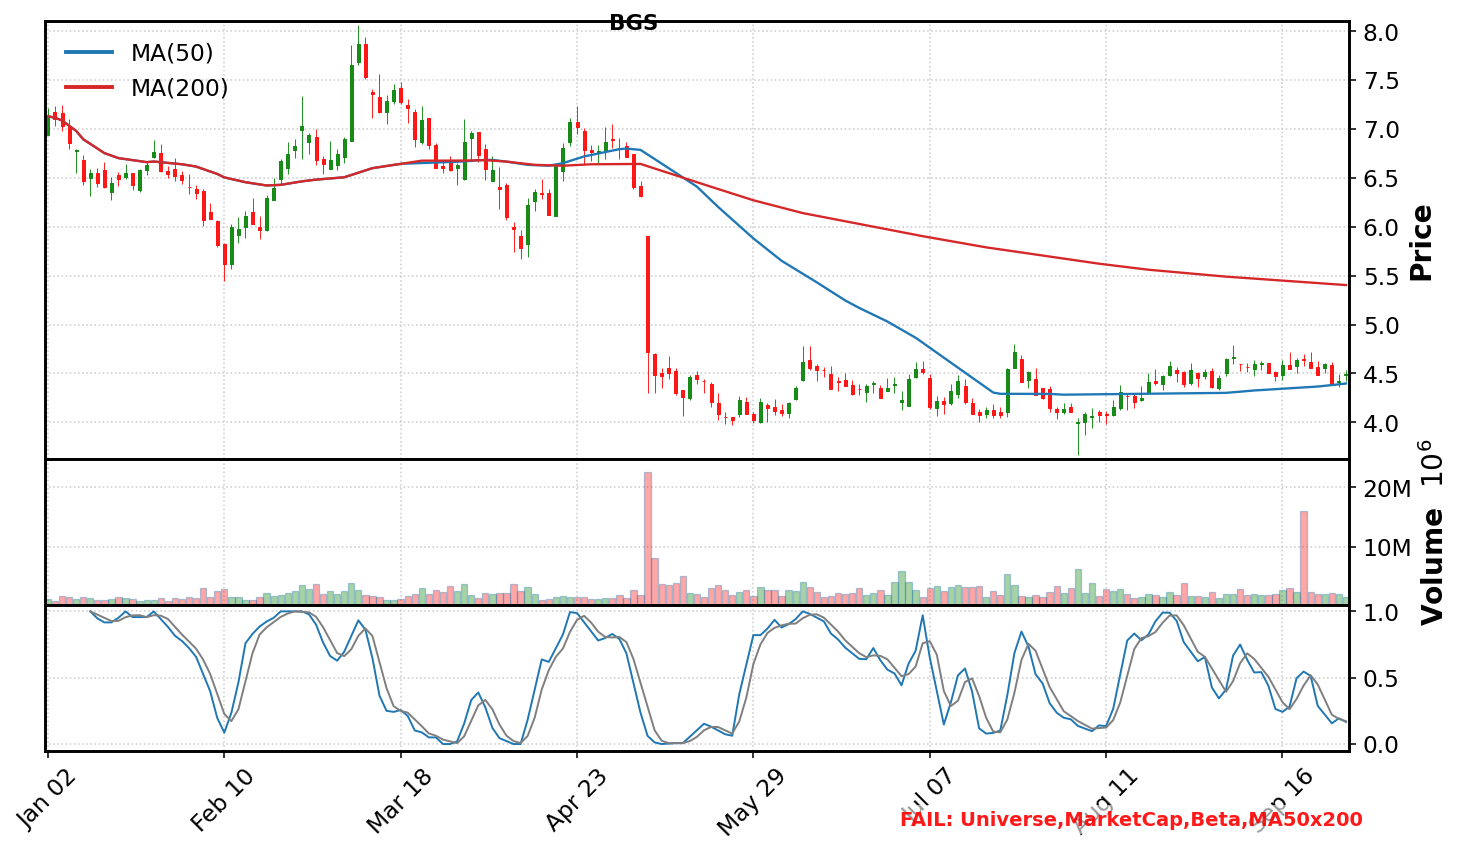 BGS
MA(50)
MA(200)
8.0
7.5
7.0
6.5
6.0
5.5
5.0
4.5
4.0
Price
20M
10M
Volume 10^6
1.0
0.5
0.0
Jan 02
Feb 10
Mar 18
Apr 23
May 29
Jul 07
Aug 11
Sep 16
FAIL: Universe,MarketCap,Beta,MA50x200